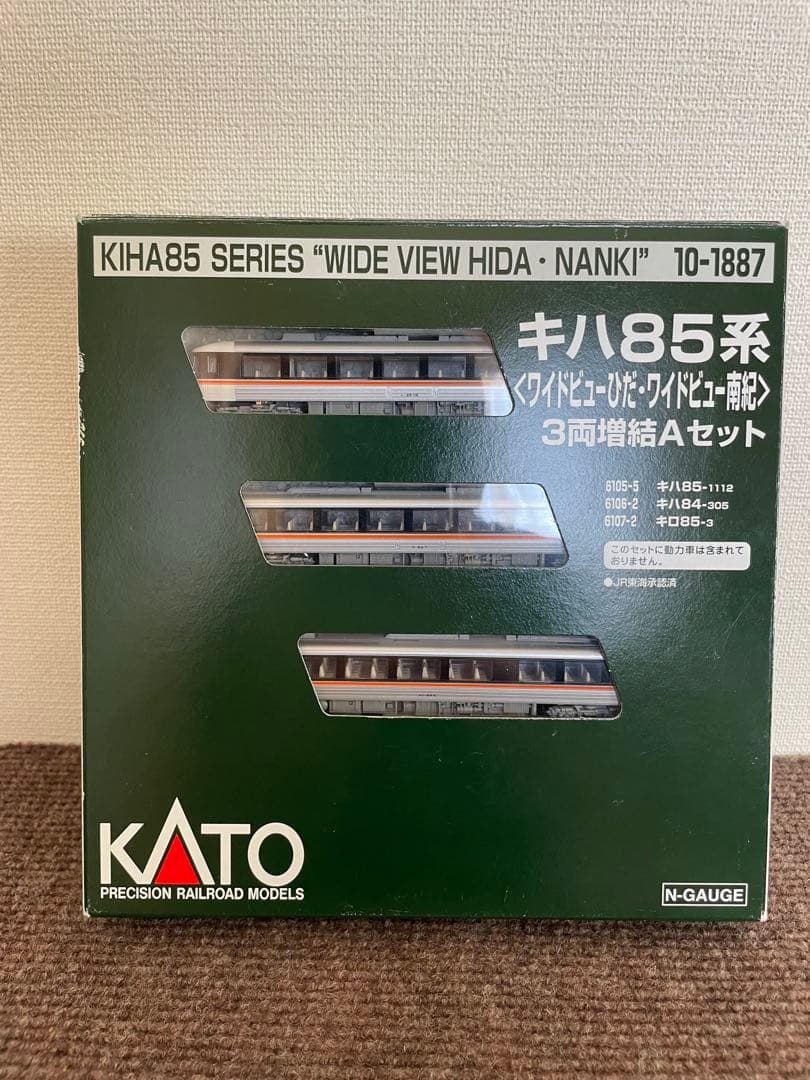 KIHA85 SERIES “WIDE VIEW HIDA・NANKI” 10-1887
キハ85系
〈ワイドビューひだ・ワイドビュー南紀〉
3両増結Aセット
6105-5 キハ85-1112
6106-2 キハ84-305
6107-2 キロ85-3
このセットに動力車は含まれて
おりません。
●JR東海承認済
KATO
PRECISION RAILROAD MODELS
N-GAUGE